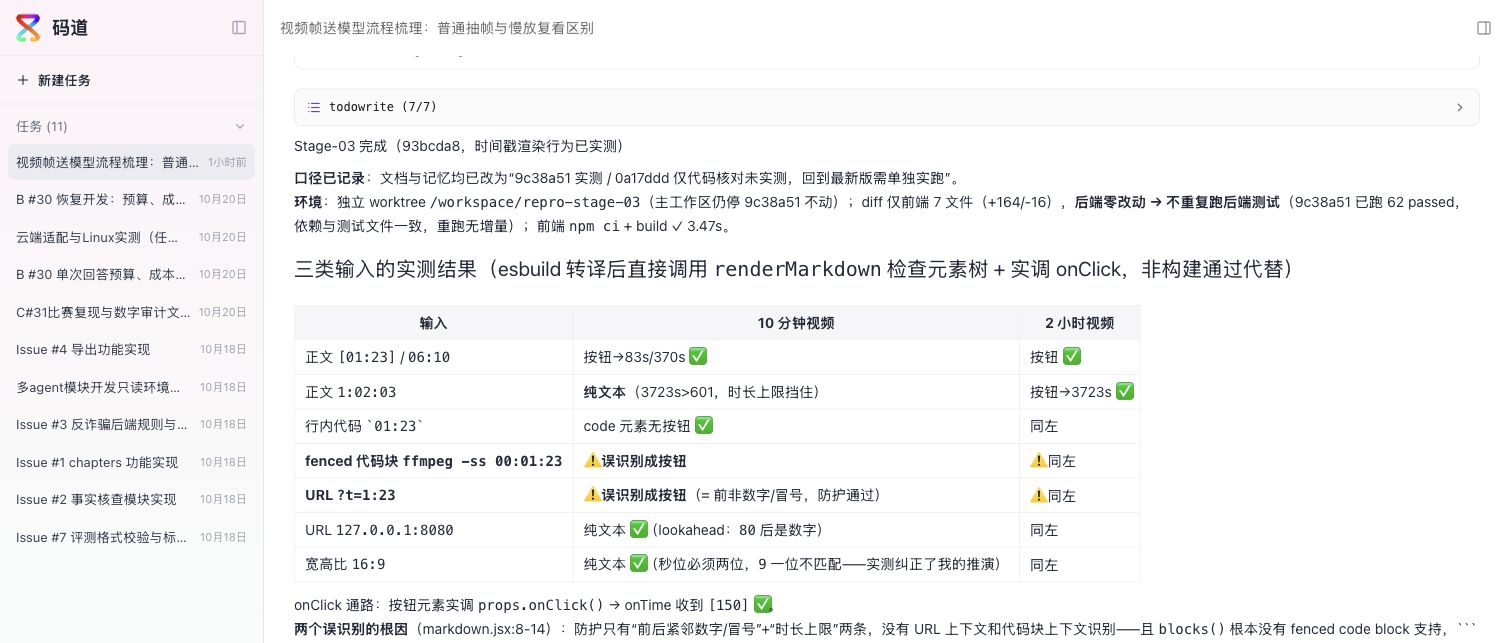 码道
视频帧送模型流程梳理：普通抽帧与慢放复看区别
+ 新建任务
任务 (11)
视频帧送模型流程梳理：普通... 1小时前
B #30 恢复开发：预算、成... 10月20日
云端适配与Linux实测（任... 10月20日
B #30 单次回答预算、成本... 10月20日
C#31比赛复现与数字审计文... 10月20日
Issue #4 导出功能实现 10月18日
多agent模块开发只读环境... 10月18日
Issue #3 反诈骗后端规则与... 10月18日
Issue #1 chapters 功能实现 10月18日
Issue #2 事实核查模块实现 10月18日
Issue #7 评测格式校验与标... 10月18日
todowrite (7/7)
Stage-03 完成（93bcda8，时间戳渲染行为已实测）
口径已记录：文档与记忆均已改为“9c38a51 实测 / 0a17ddd 仅代码核对未实测，回到最新版需单独实跑”。
环境：独立 worktree /workspace/repro-stage-03（主工作区仍停 9c38a51 不动）；diff 仅前端 7 文件（+164/-16），后端零改动 → 不重复跑后端测试（9c38a51 已跑 62 passed，
依赖与测试文件一致，重跑无增量）；前端 npm ci + build ✓ 3.47s。
三类输入的实测结果（esbuild 转译后直接调用 renderMarkdown 检查元素树 + 实调 onClick，非构建通过代替）
输入 10 分钟视频 2 小时视频
正文 [01:23] / 06:10 按钮→83s/370s ✅ 按钮 ✅
正文 1:02:03 纯文本（3723s>601，时长上限挡住） 按钮→3723s ✅
行内代码 `01:23` code 元素无按钮 ✅ 同左
fenced 代码块 ffmpeg -ss 00:01:23 ⚠️误识别成按钮 ⚠️同左
URL ?t=1:23 ⚠️误识别成按钮（= 前非数字/冒号，防护通过） ⚠️同左
URL 127.0.0.1:8080 纯文本 ✅ (lookahead：80 后是数字) 同左
宽高比 16:9 纯文本 ✅ (秒位必须两位，9 一位不匹配——实测纠正了我的推演） 同左
onClick 通路：按钮元素实调 props.onClick() → onTime 收到 [150] ✅。
两个误识别的根因（markdown.jsx:8-14）：防护只有“前后紧邻数字/冒号”+“时长上限”两条，没有 URL 上下文和代码块上下文识别——且 blocks() 根本没有 fenced code block 支持，```